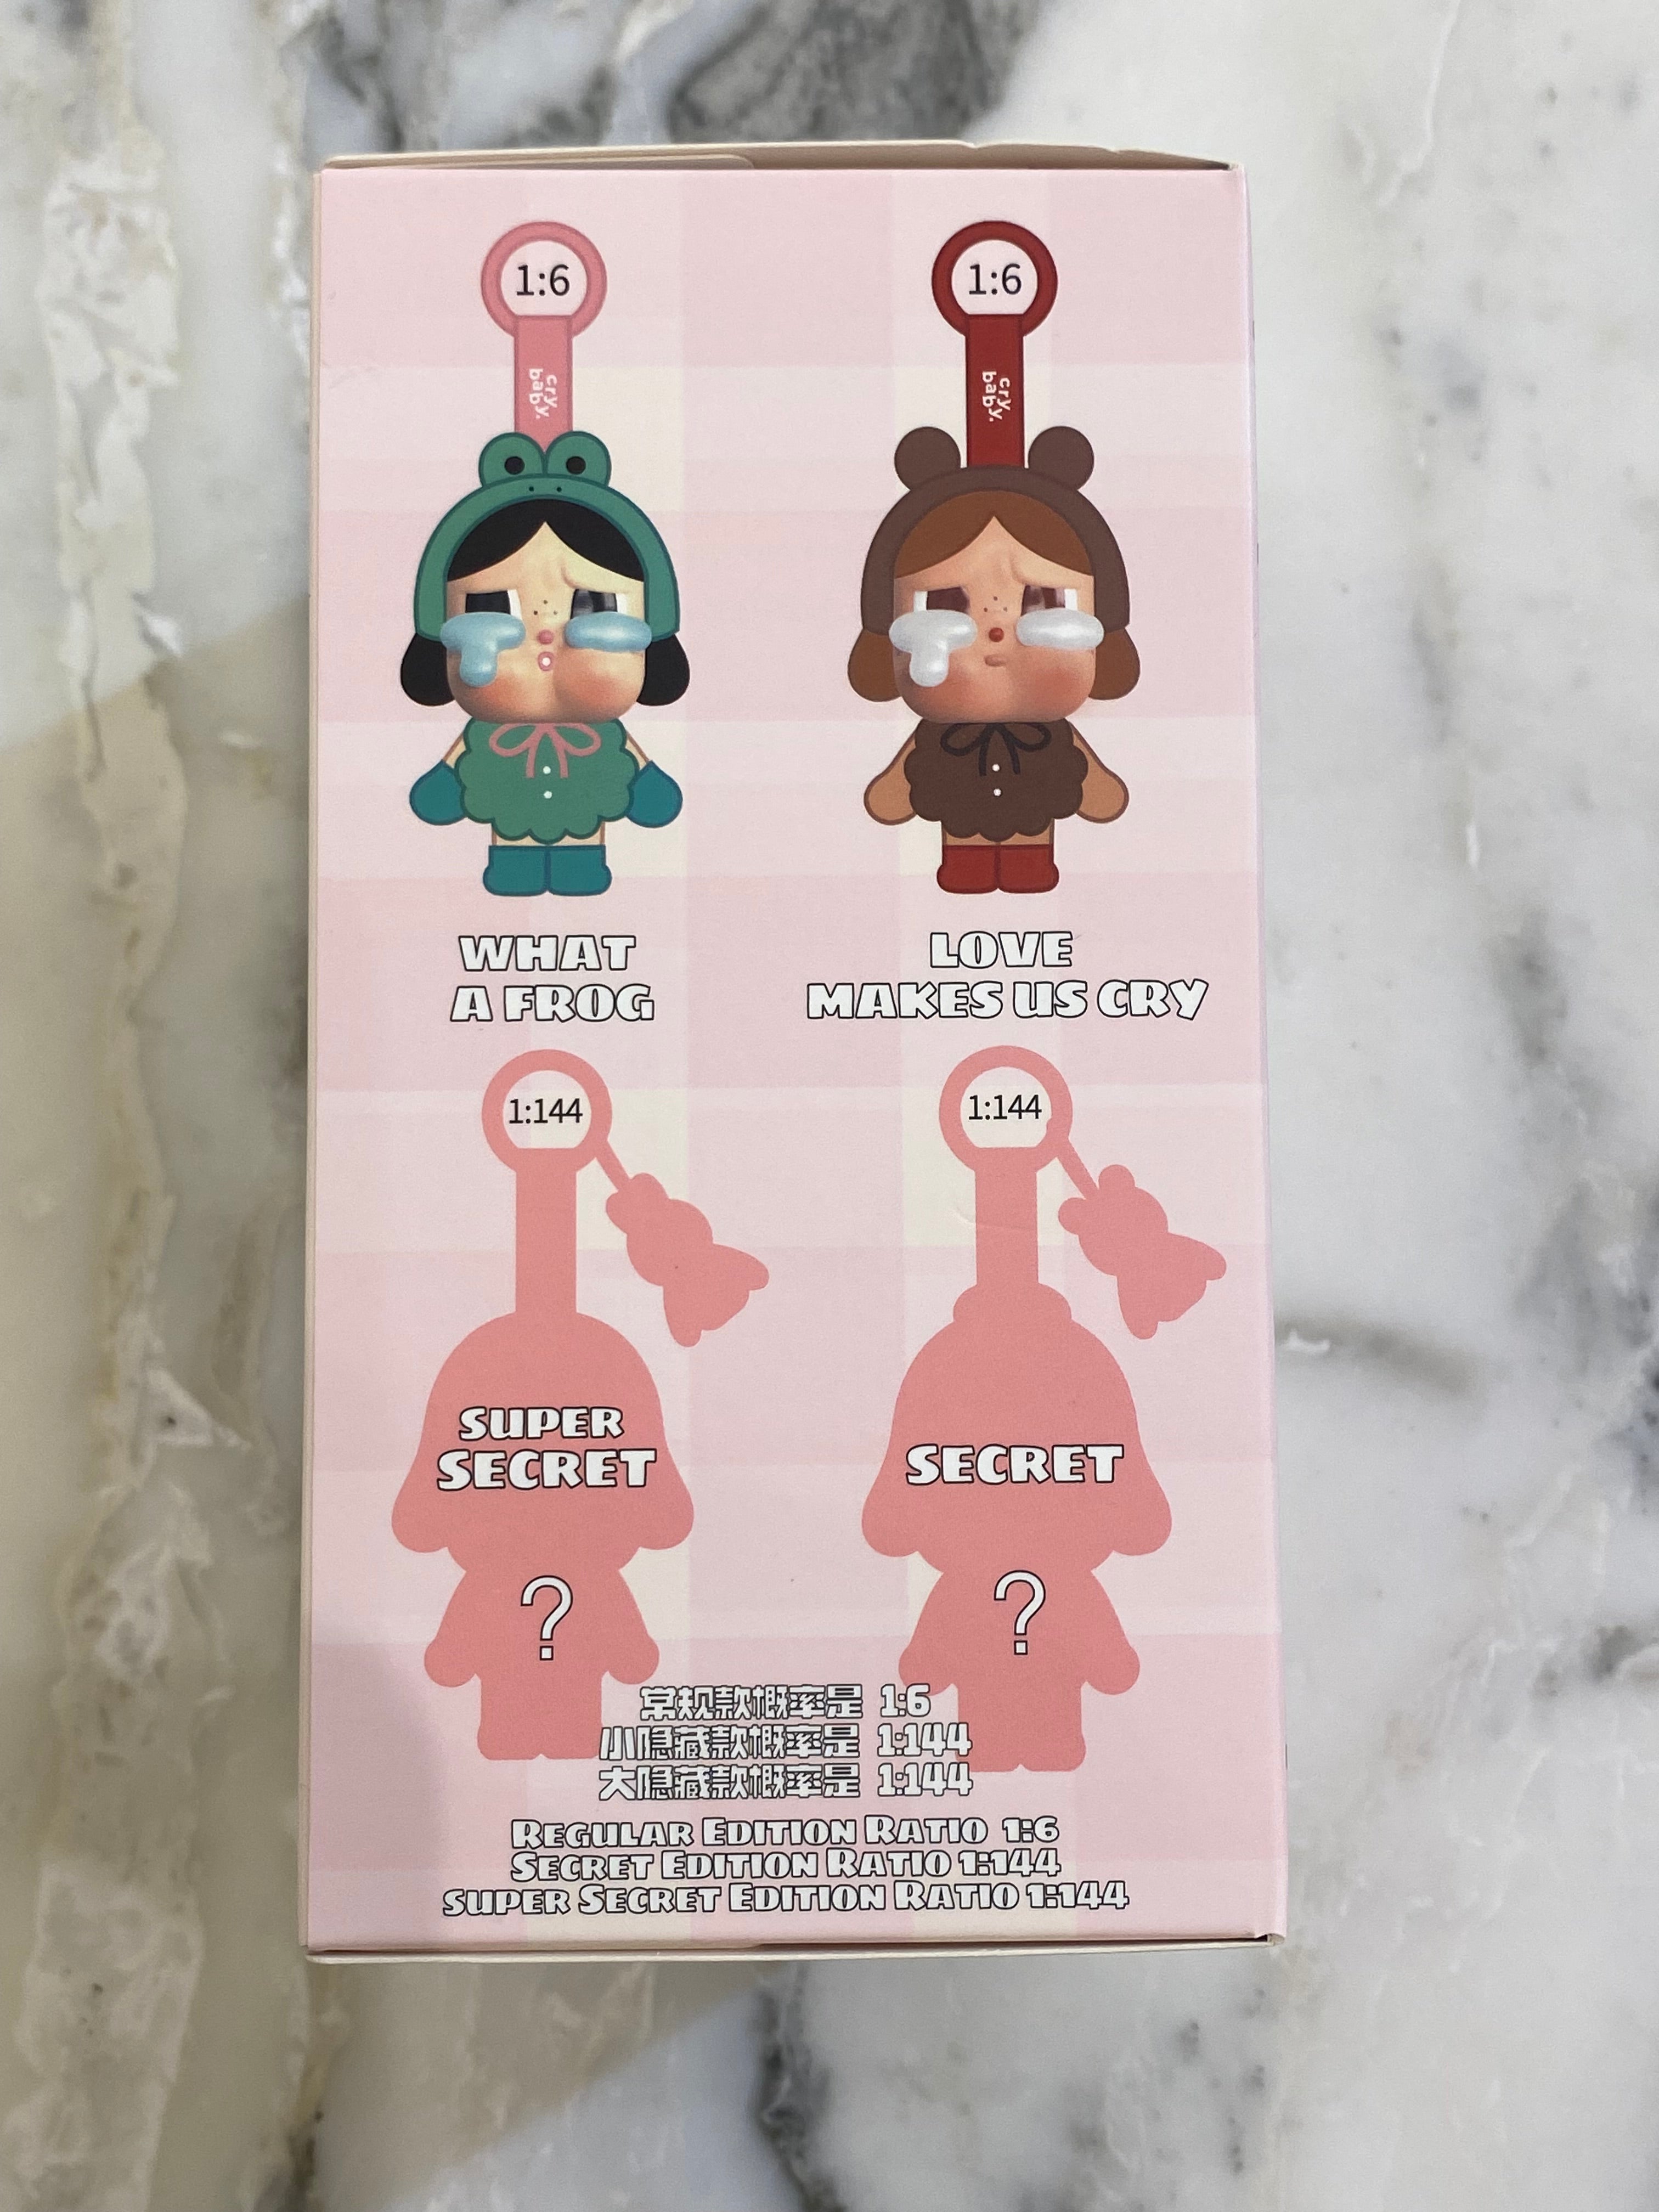 1:6
1:6
cry.
baby.
cry.
baby.
WHAT
A FROG
LOVE
MAKES US CRY
1:144
1:144
SUPER
SECRET
SECRET
?
?
常规款概率是 1:6
小隐藏款概率是 1:144
大隐藏款概率是 1:144
REGULAR EDITION RATIO 1:6
SECRET EDITION RATIO 1:144
SUPER SECRET EDITION RATIO 1:144